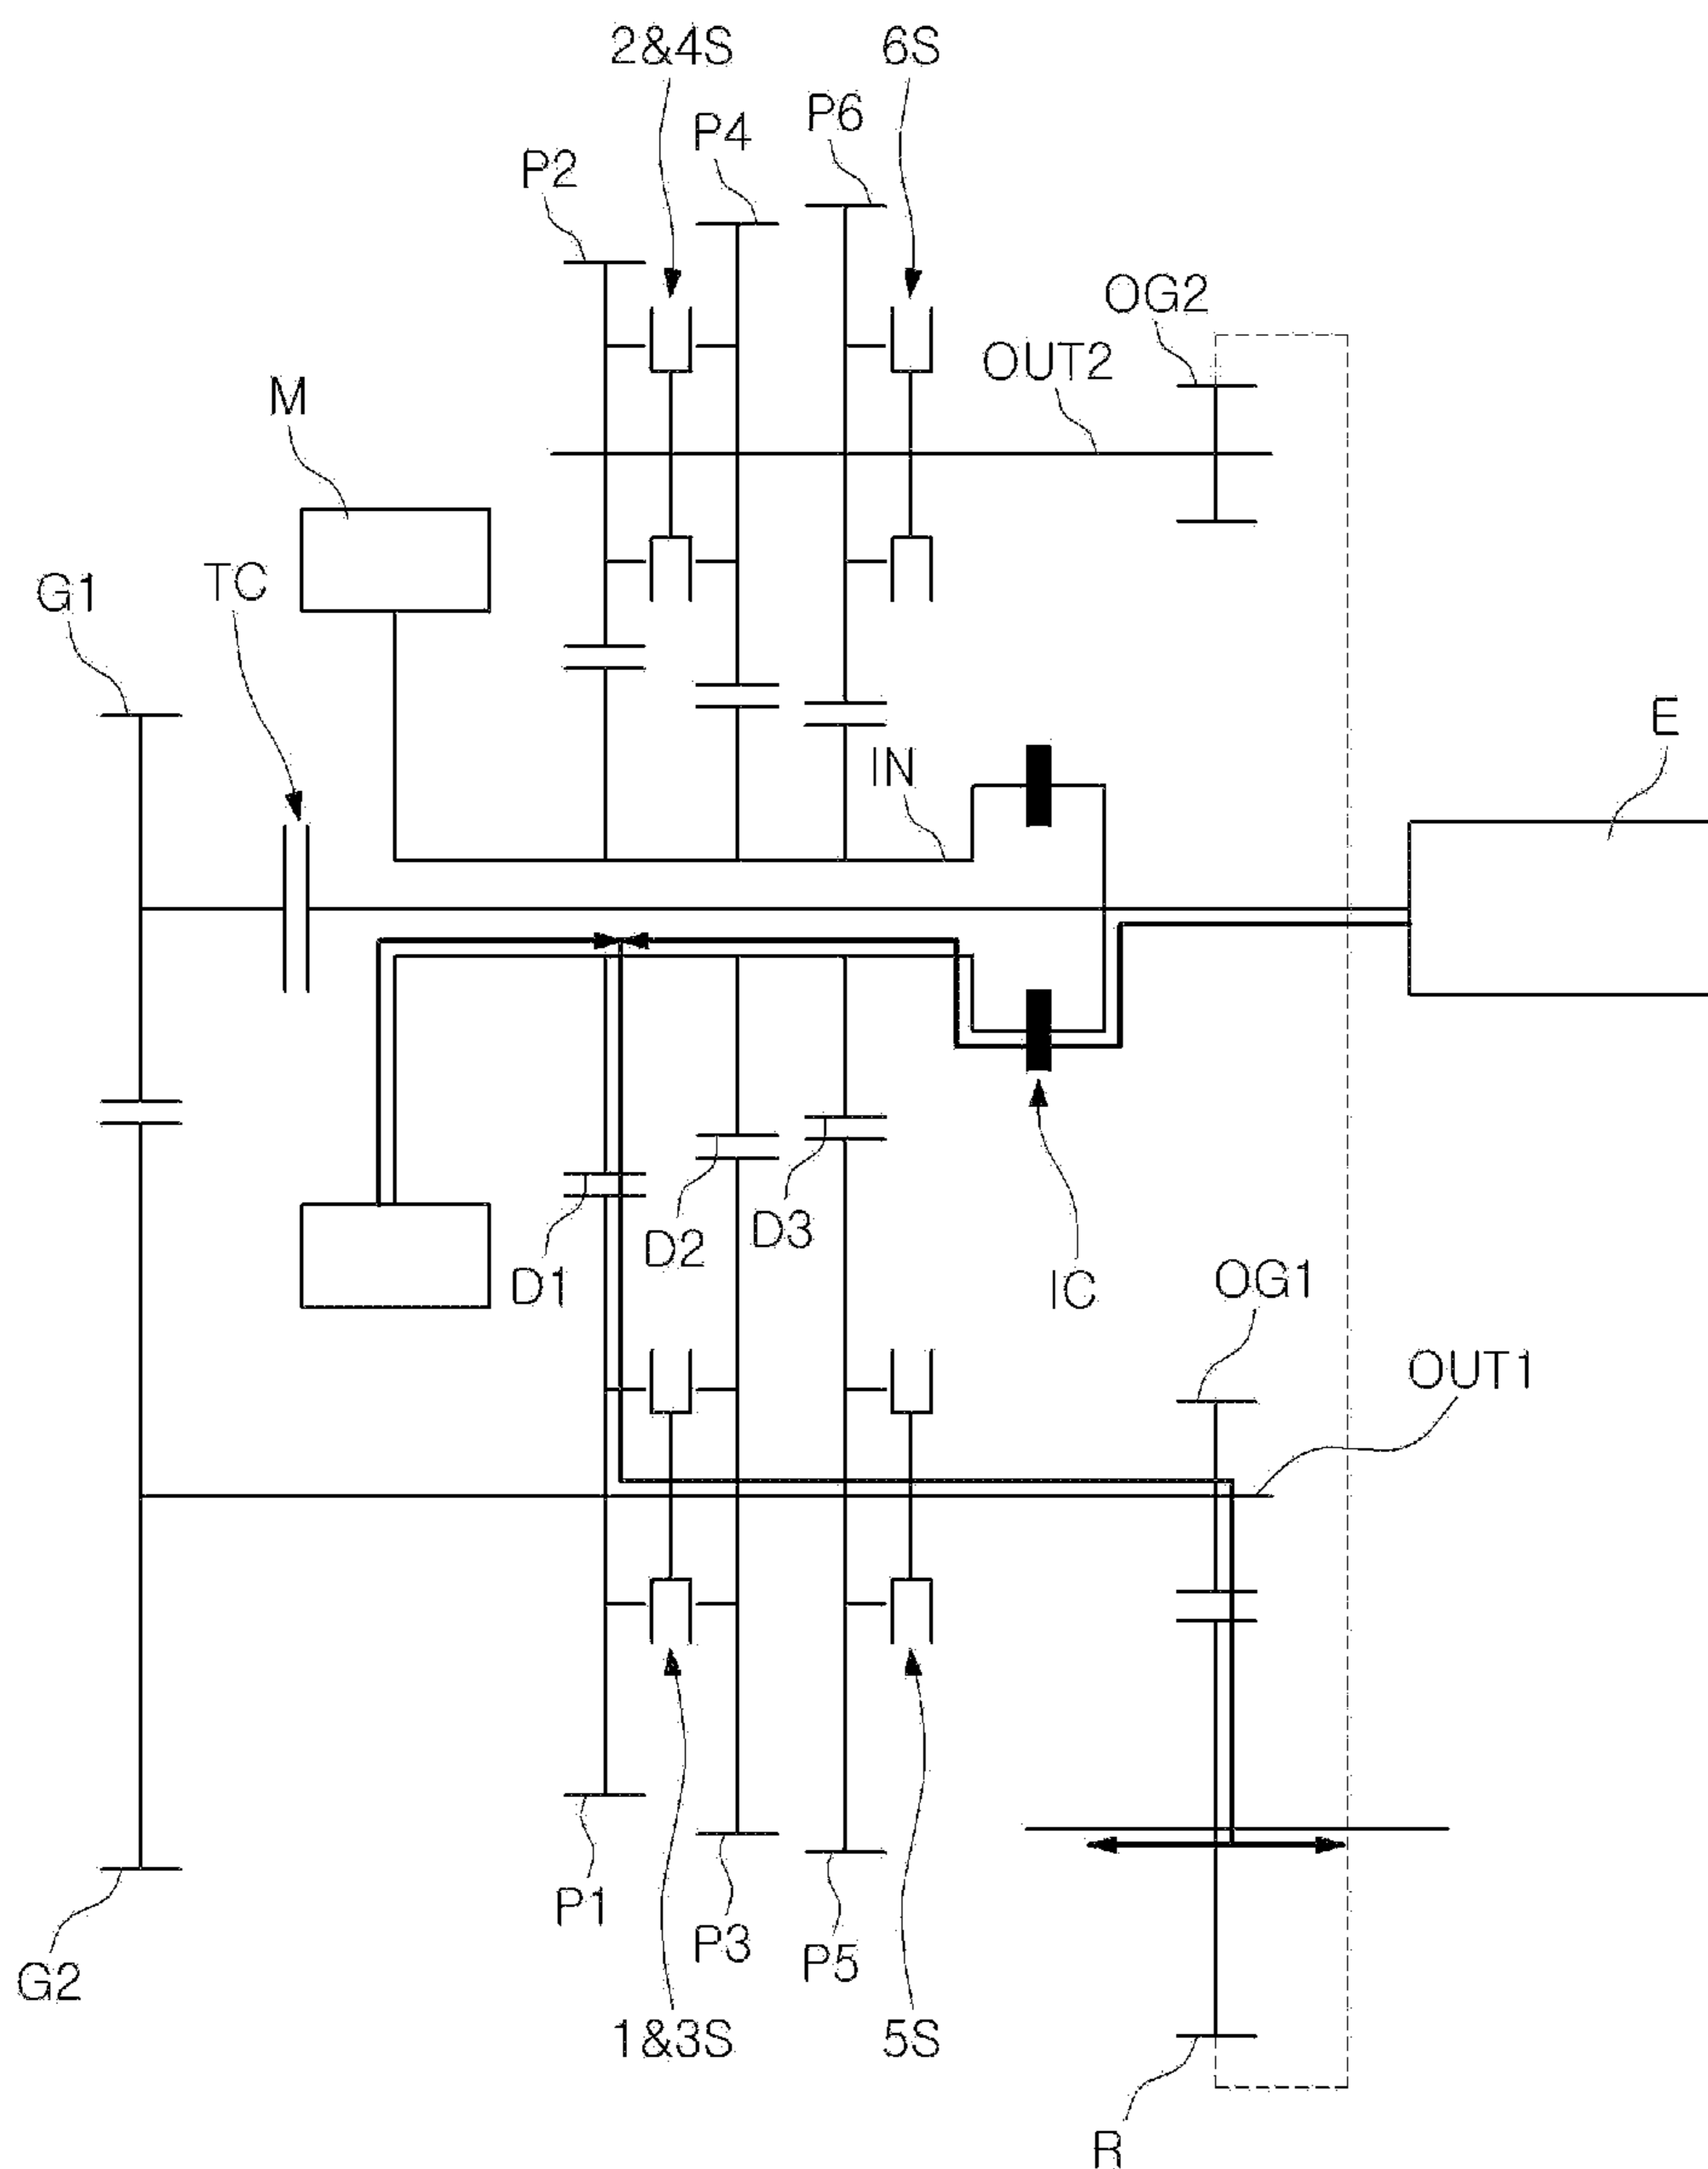 2&4S
6S
P6
P4
P2
OG2
OUT2
M
TC
G1
E
IN
D3
D2
D1
IC
OG1
OUT1
P1
P3
P5
G2
1&3S
5S
R